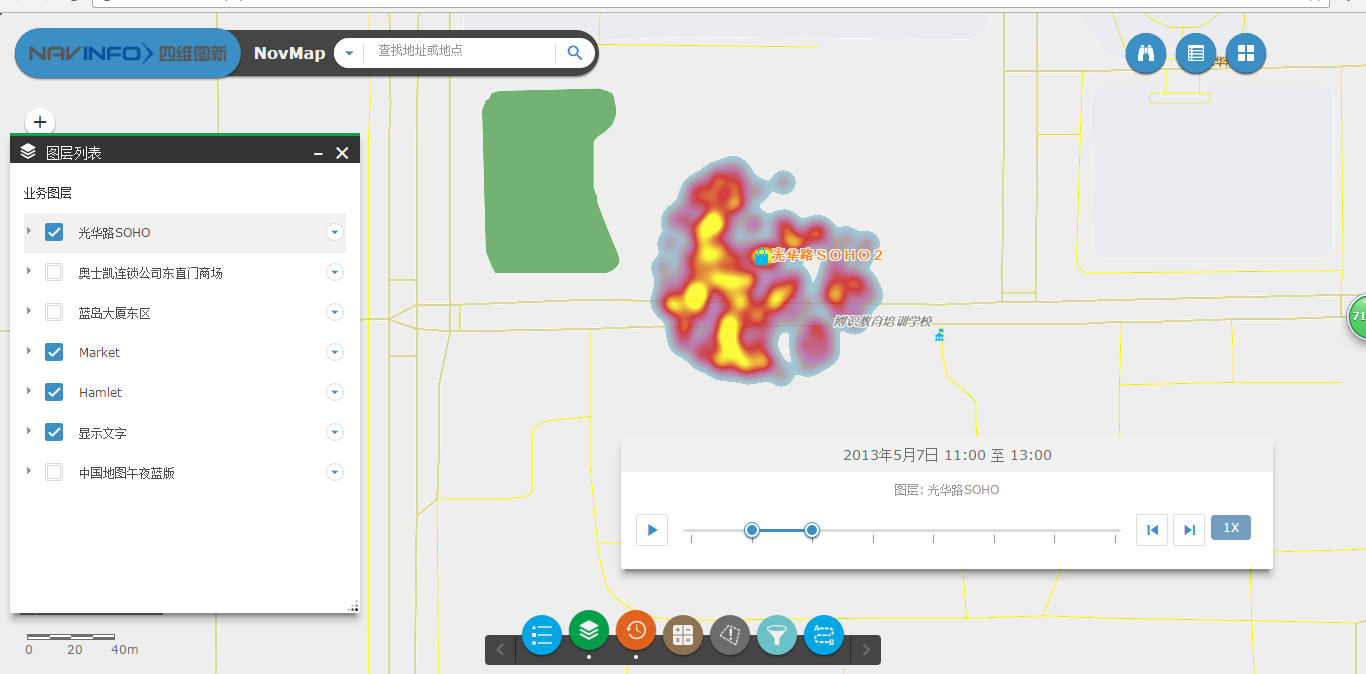 NAVINFO 四维图新
NovMap
查找地址或地点
图层列表
业务图层
光华路SOHO
奥士凯连锁公司东直门商场
蓝岛大厦东区
Market
Hamlet
显示文字
中国地图午夜蓝版
光华路SOHO2
博识教育培训学校
71
2013年5月7日 11:00 至 13:00
图层: 光华路SOHO
1X
0 20 40m